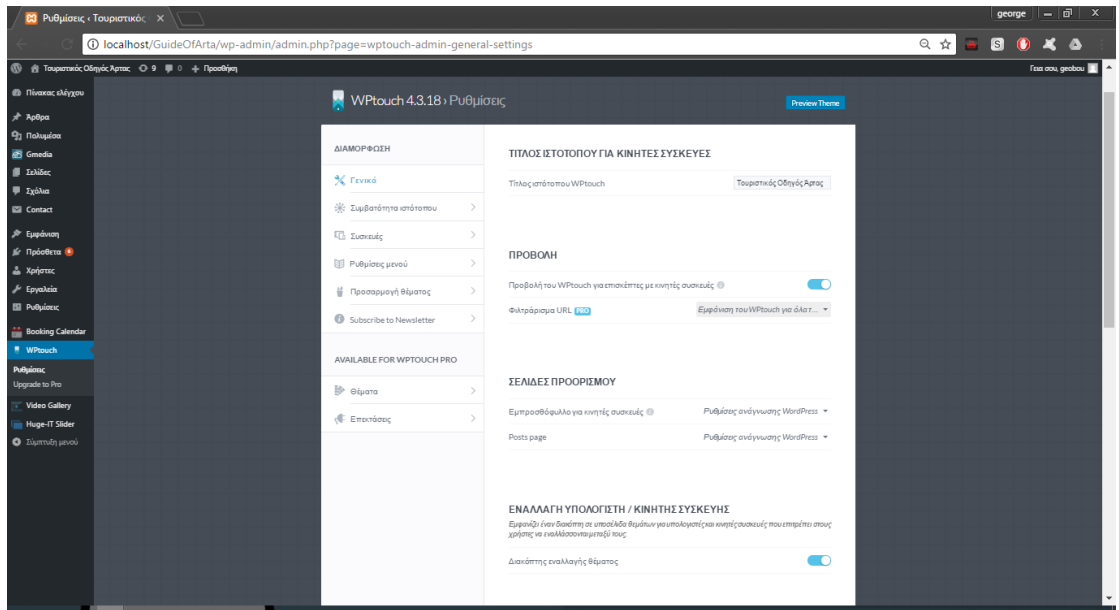 Ρυθμίσεις ‹ Τουριστικός
george
localhost/GuideOfArta/wp-admin/admin.php?page=wptouch-admin-general-settings
Τουριστικός Οδηγός Άρτας 9 0 + Προσθήκη
Γεια σου, geobou
Πίνακας ελέγχου
Άρθρα
Πολυμέσα
Gmedia
Σελίδες
Σχόλια
Contact
Εμφάνιση
Πρόσθετα
Χρήστες
Εργαλεία
Ρυθμίσεις
Booking Calendar
WPtouch
Ρυθμίσεις
Upgrade to Pro
Video Gallery
Huge-IT Slider
Σύμπτυξη μενού
WPtouch 4.3.18 › Ρυθμίσεις
Preview Theme
ΔΙΑΜΟΡΦΩΣΗ
Γενικά
Συμβατότητα ιστότοπου
Συσκευές
Ρυθμίσεις μενού
Προσαρμογή θέματος
Subscribe to Newsletter
AVAILABLE FOR WPTOUCH PRO
Θέματα
Επεκτάσεις
ΤΙΤΛΟΣ ΙΣΤΟΤΟΠΟΥ ΓΙΑ ΚΙΝΗΤΕΣ ΣΥΣΚΕΥΕΣ
Τίτλος ιστότοπου WPtouch
Τουριστικός Οδηγός Άρτας
ΠΡΟΒΟΛΗ
Προβολή του WPtouch για επισκέπτες με κινητές συσκευές
Φιλτράρισμα URL PRO
Εμφάνιση του WPtouch για όλα τ...
ΣΕΛΙΔΕΣ ΠΡΟΟΡΙΣΜΟΥ
Εμπροσθόφυλλο για κινητές συσκευές
Ρυθμίσεις ανάγνωσης WordPress
Posts page
Ρυθμίσεις ανάγνωσης WordPress
ΕΝΑΛΛΑΓΗ ΥΠΟΛΟΓΙΣΤΗ / ΚΙΝΗΤΗΣ ΣΥΣΚΕΥΗΣ
Εμφανίζει έναν διακόπτη σε υποσέλιδα θεμάτων για υπολογιστές και κινητές συσκευές που επιτρέπει στους
χρήστες να εναλλάσσονται μεταξύ τους.
Διακόπτης εναλλαγής θέματος